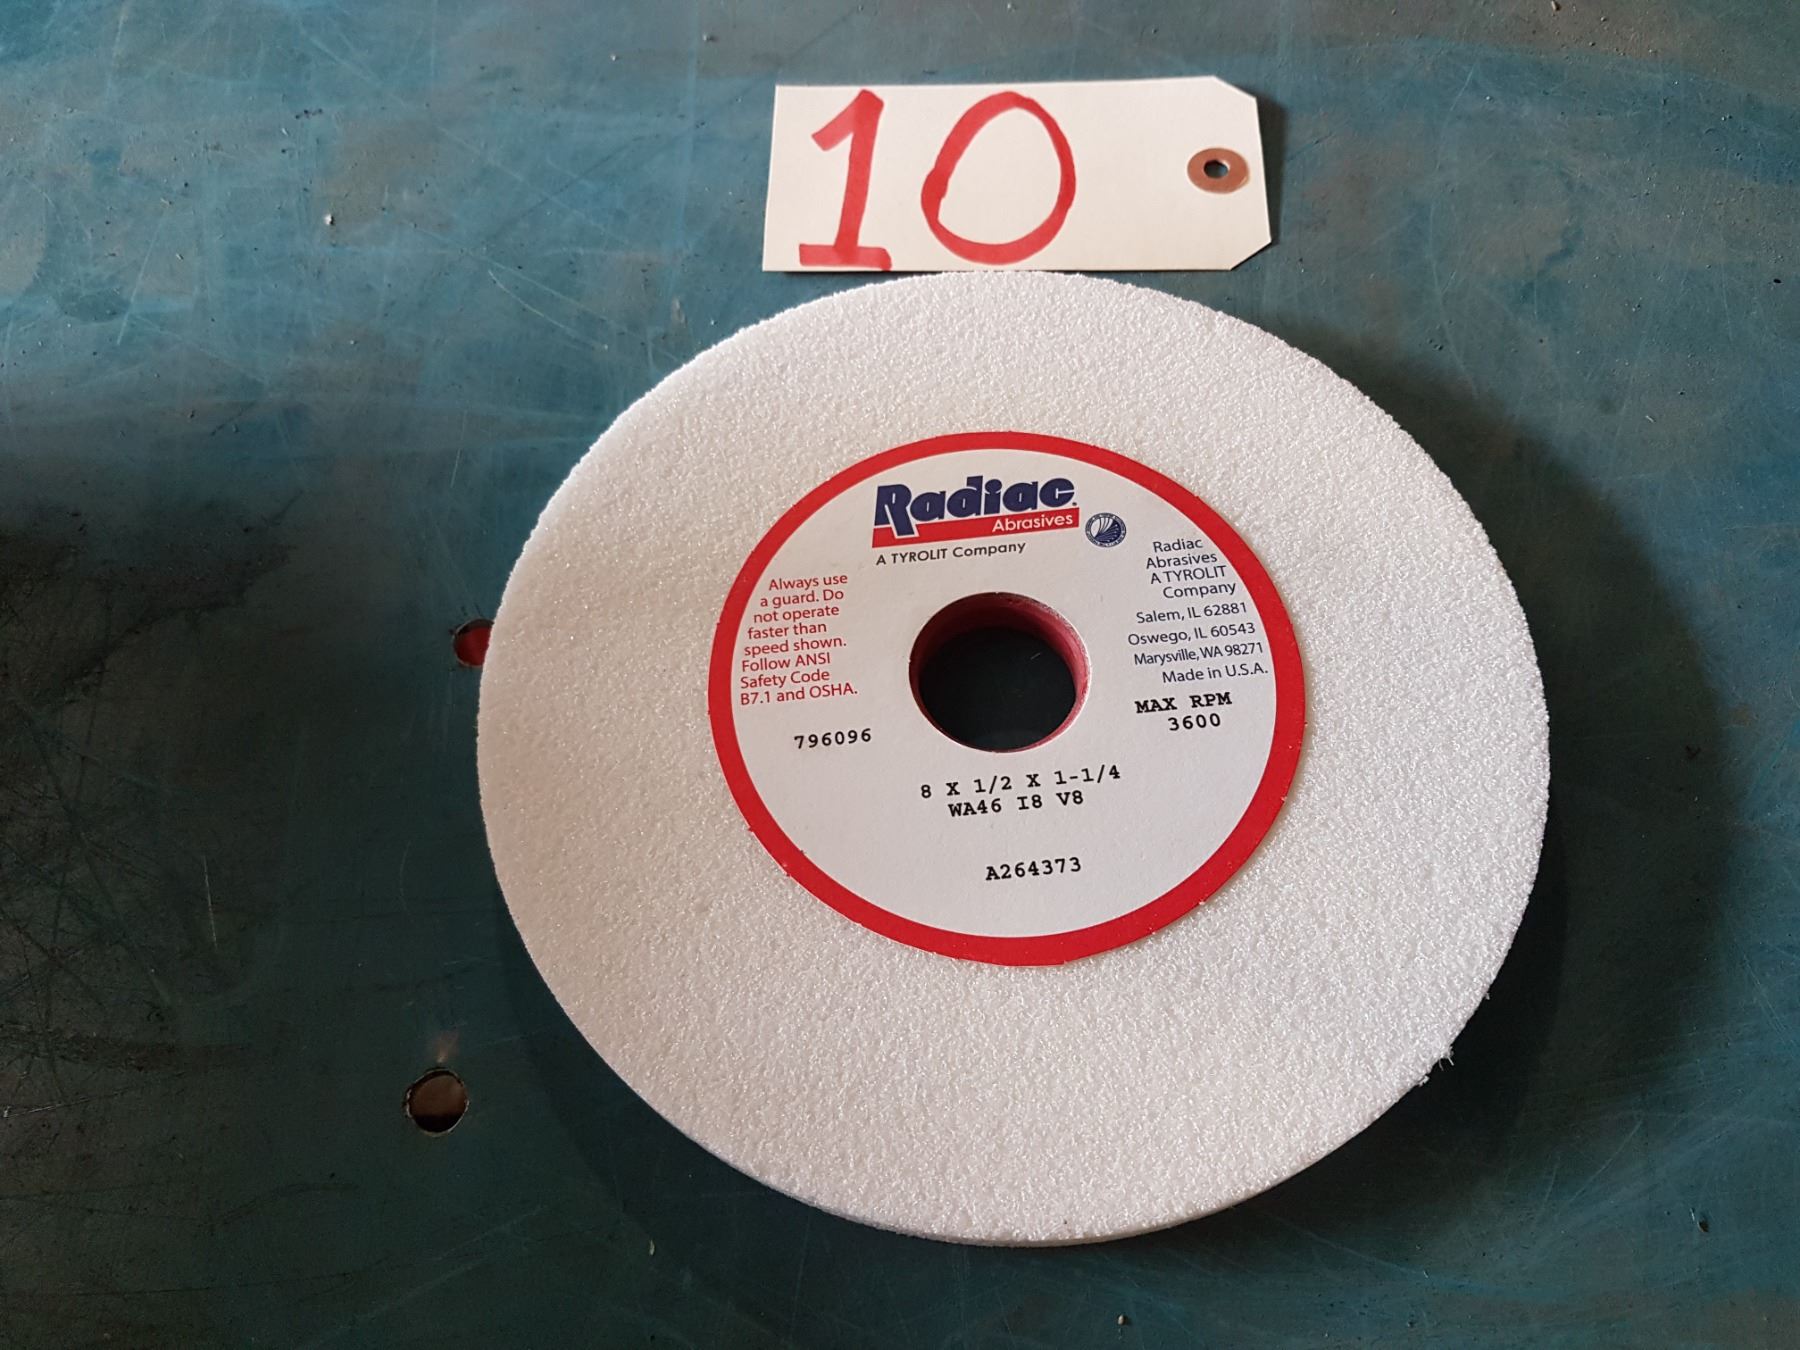 10
Radiac
Abrasives
A TYROLIT Company
Always use
a guard. Do
not operate
faster than
speed shown.
Follow ANSI
Safety Code
B7.1 and OSHA.
Radiac
Abrasives
A TYROLIT
Company
Salem, IL 62881
Oswego, IL 60543
Marysville, WA 98271
Made in U.S.A.
MAX RPM
3600
796096
8 X 1/2 X 1-1/4
WA46 I8 V8
A264373